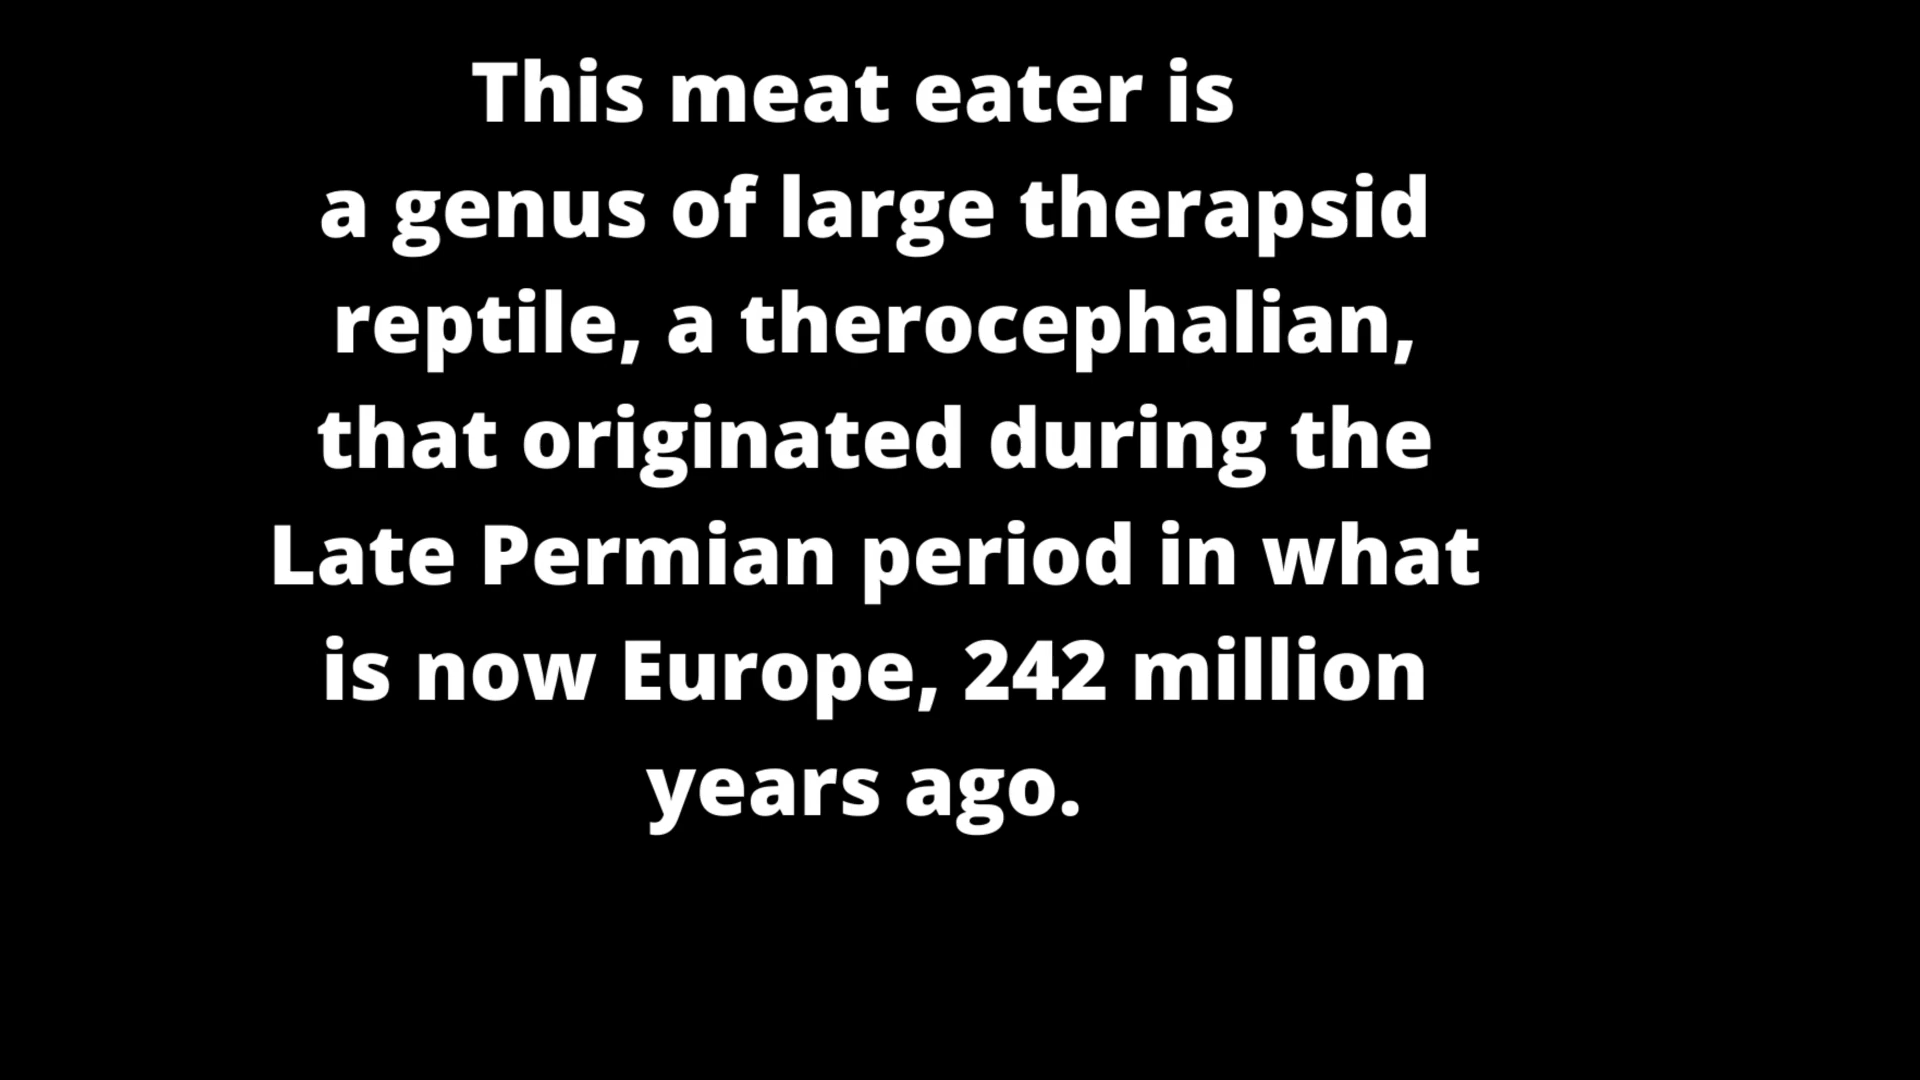 This meat eater is
a genus of large therapsid
reptile, a therocephalian,
that originated during the
Late Permian period in what
is now Europe, 242 million
years ago.